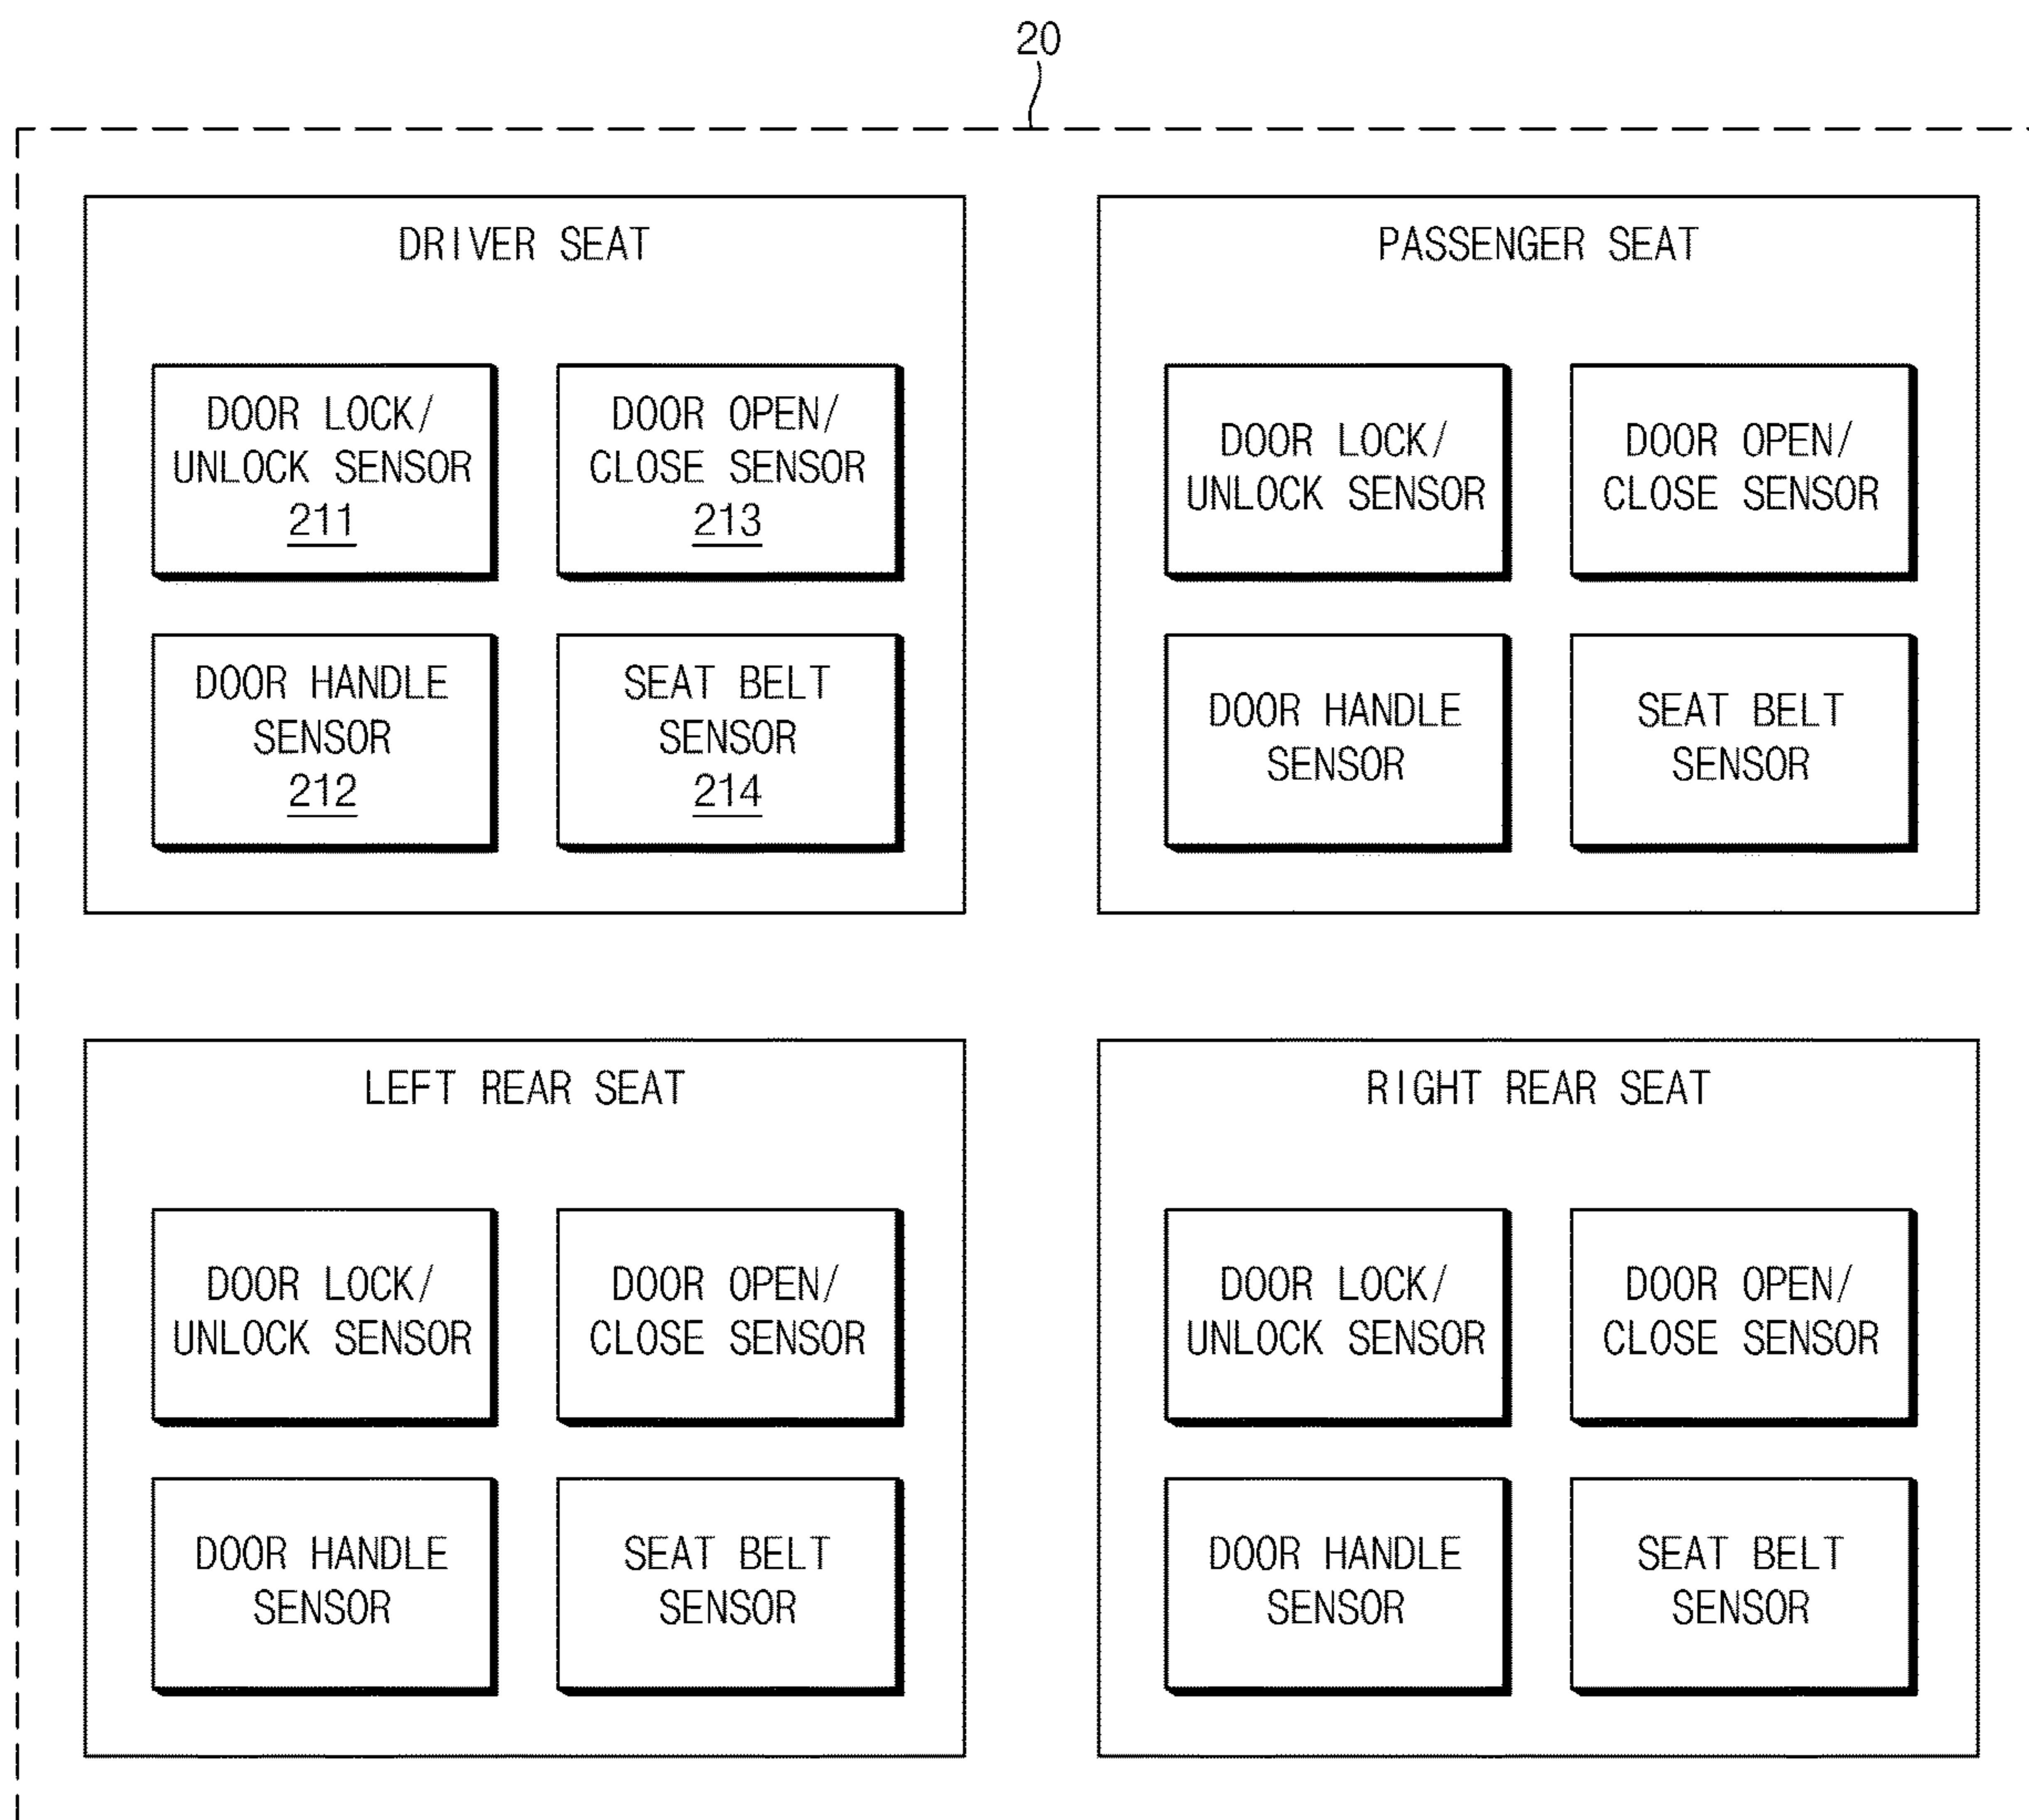 20
DRIVER SEAT
DOOR LOCK/
UNLOCK SENSOR
211
DOOR OPEN/
CLOSE SENSOR
213
DOOR HANDLE
SENSOR
212
SEAT BELT
SENSOR
214
PASSENGER SEAT
DOOR LOCK/
UNLOCK SENSOR
DOOR OPEN/
CLOSE SENSOR
DOOR HANDLE
SENSOR
SEAT BELT
SENSOR
LEFT REAR SEAT
DOOR LOCK/
UNLOCK SENSOR
DOOR OPEN/
CLOSE SENSOR
DOOR HANDLE
SENSOR
SEAT BELT
SENSOR
RIGHT REAR SEAT
DOOR LOCK/
UNLOCK SENSOR
DOOR OPEN/
CLOSE SENSOR
DOOR HANDLE
SENSOR
SEAT BELT
SENSOR